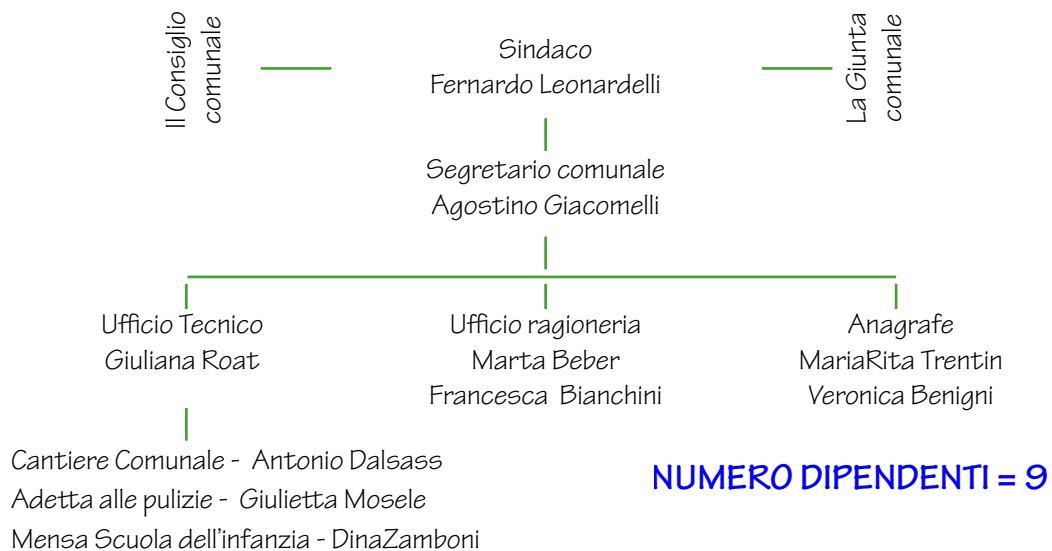 Il Consiglio
comunale
Sindaco
Fernardo Leonardelli
La Giunta
comunale
Segretario comunale
Agostino Giacomelli
Ufficio Tecnico
Giuliana Roat
Ufficio ragioneria
Marta Beber
Francesca Bianchini
Anagrafe
MariaRita Trentin
Veronica Benigni
Cantiere Comunale - Antonio Dalsass
Adetta alle pulizie - Giulietta Mosele
Mensa Scuola dell'infanzia - DinaZamboni
NUMERO DIPENDENTI = 9